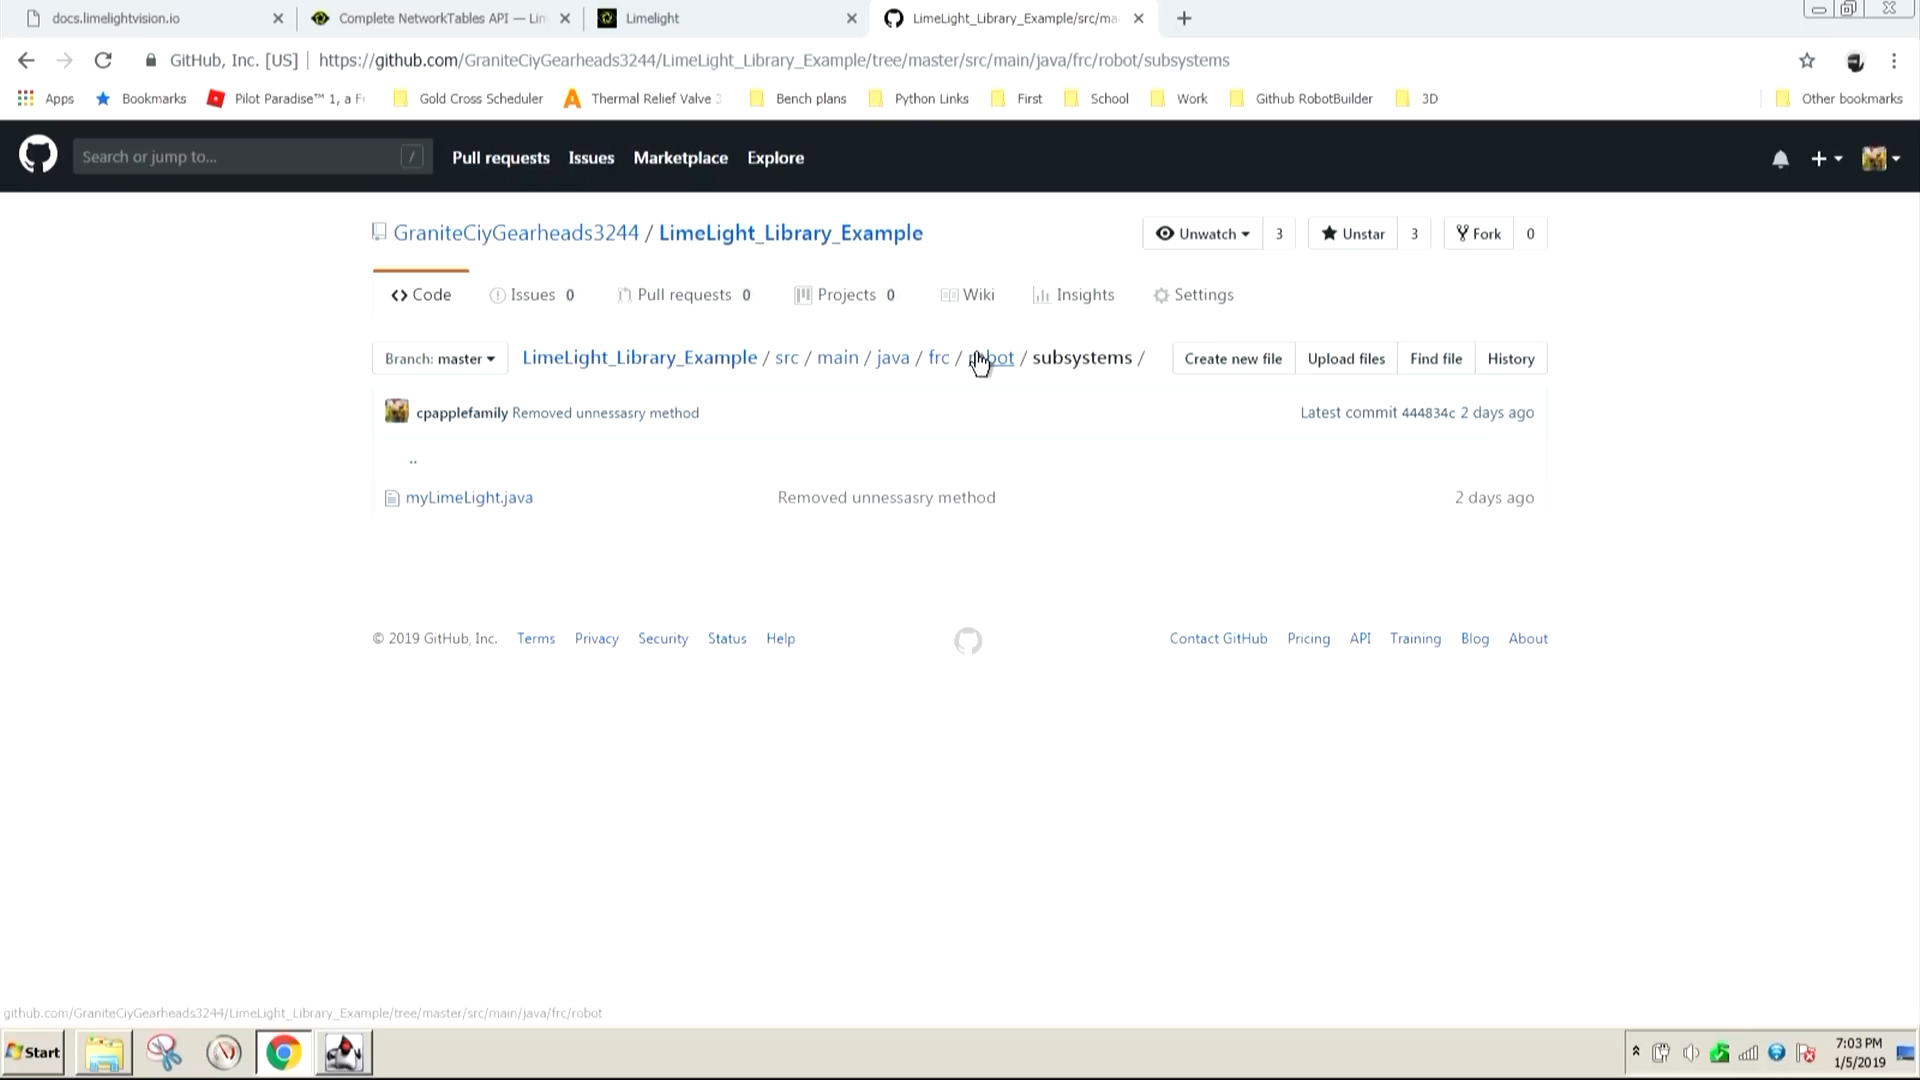 docs.limelightvision.io
Complete NetworkTables API — Lim
Limelight
LimeLight_Library_Example/src/ma
GitHub, Inc. [US] | https://github.com/GraniteCiyGearheads3244/LimeLight_Library_Example/tree/master/src/main/java/frc/robot/subsystems
Apps Bookmarks Pilot Paradise™ 1, a Fr Gold Cross Scheduler Thermal Relief Valve 3 Bench plans Python Links First School Work Github RobotBuilder 3D Other bookmarks
Search or jump to... / Pull requests Issues Marketplace Explore
GraniteCiyGearheads3244 / LimeLight_Library_Example Unwatch 3 Unstar 3 Fork 0
Code Issues 0 Pull requests 0 Projects 0 Wiki Insights Settings
Branch: master LimeLight_Library_Example / src / main / java / frc / robot / subsystems / Create new file Upload files Find file History
cpapplefamily Removed unnessasry method Latest commit 444834c 2 days ago
..
myLimeLight.java Removed unnessasry method 2 days ago
© 2019 GitHub, Inc. Terms Privacy Security Status Help Contact GitHub Pricing API Training Blog About
github.com/GraniteCiyGearheads3244/LimeLight_Library_Example/tree/master/src/main/java/frc/robot
Start 7:03 PM
1/5/2019